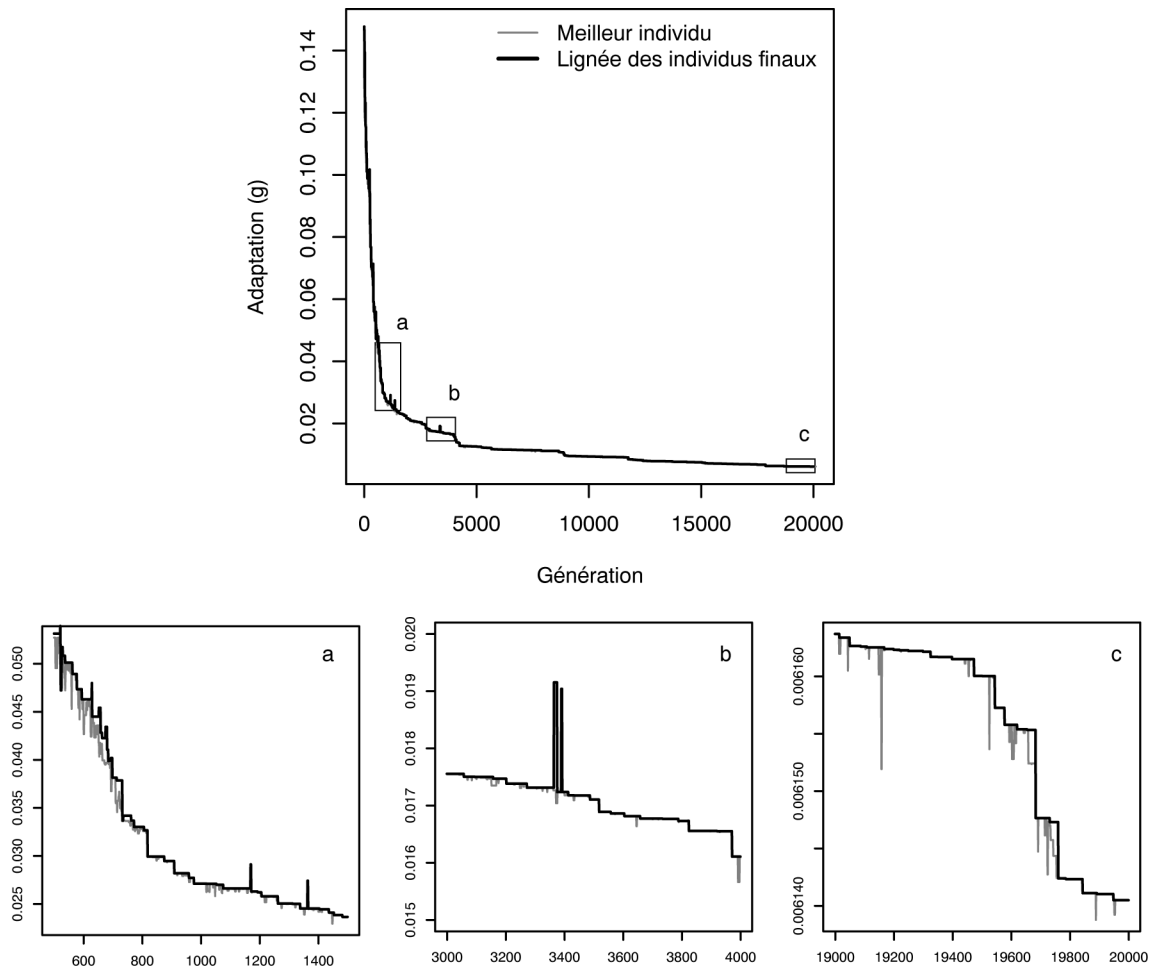 Meilleur individu
Lignée des individus finaux
Adaptation (g)
0.14
0.12
0.10
0.08
0.06
0.04
0.02
a
b
c
0 5000 10000 15000 20000
Génération
a
0.050
0.045
0.040
0.035
0.030
0.025
600 800 1000 1200 1400
b
0.020
0.019
0.018
0.017
0.016
0.015
3000 3200 3400 3600 3800 4000
c
0.006160
0.006150
0.006140
19000 19200 19400 19600 19800 20000